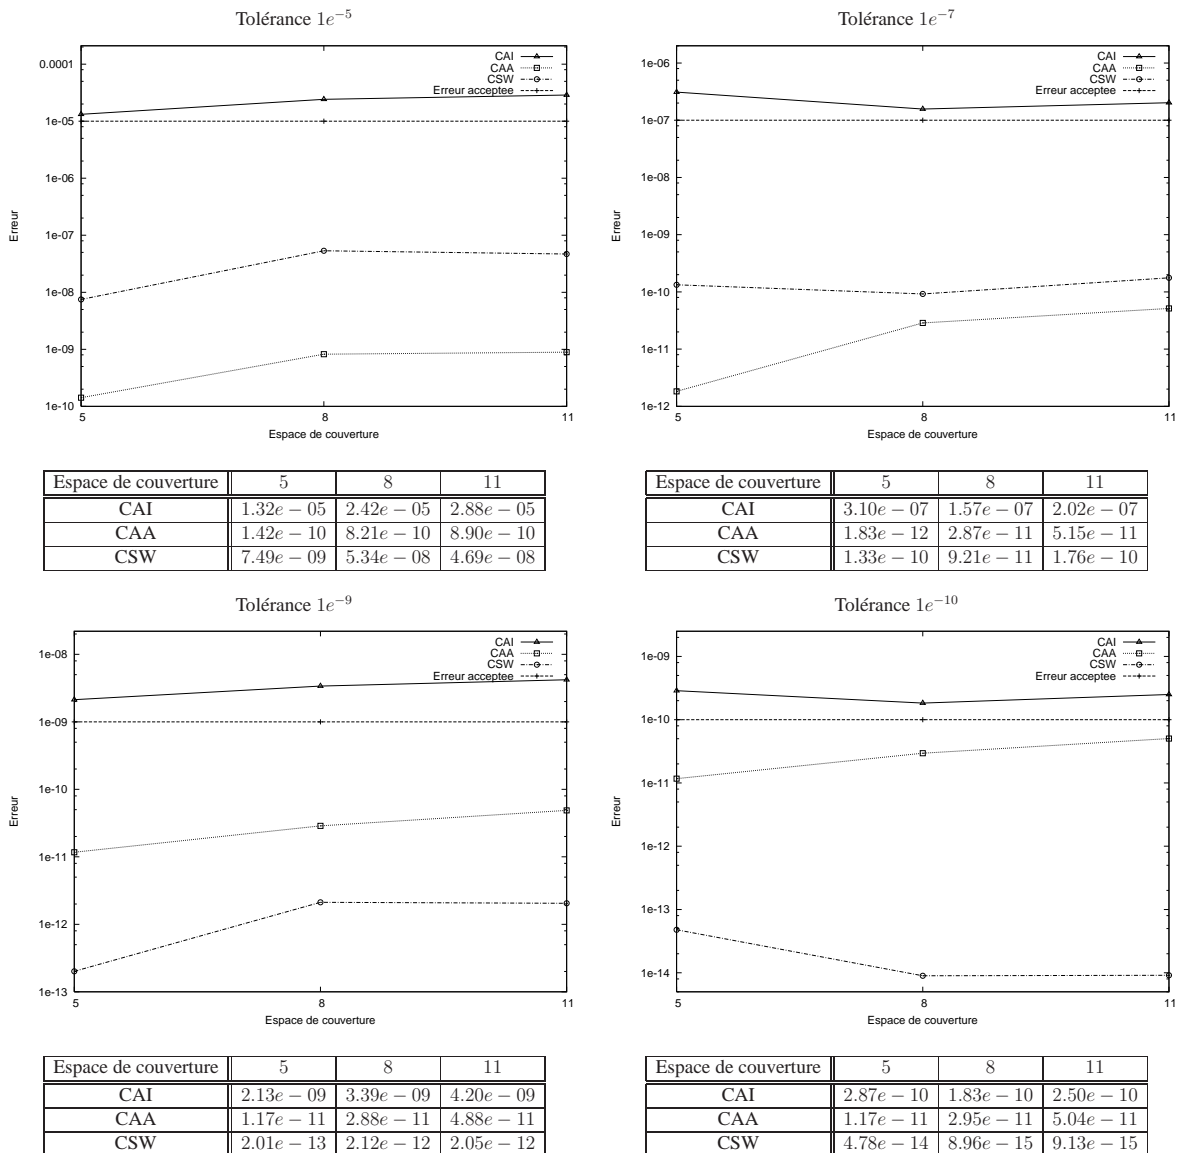 Tolérance 1e−5
CAI
CAA
CSW
Erreur acceptee
0.0001
1e-05
1e-06
1e-07
1e-08
1e-09
1e-10
Erreur
5 8 11
Espace de couverture
Espace de couverture 5 8 11
CAI 1.32e − 05 2.42e − 05 2.88e − 05
CAA 1.42e − 10 8.21e − 10 8.90e − 10
CSW 7.49e − 09 5.34e − 08 4.69e − 08
Tolérance 1e−7
CAI
CAA
CSW
Erreur acceptee
1e-06
1e-07
1e-08
1e-09
1e-10
1e-11
1e-12
Erreur
5 8 11
Espace de couverture
Espace de couverture 5 8 11
CAI 3.10e − 07 1.57e − 07 2.02e − 07
CAA 1.83e − 12 2.87e − 11 5.15e − 11
CSW 1.33e − 10 9.21e − 11 1.76e − 10
Tolérance 1e−9
CAI
CAA
CSW
Erreur acceptee
1e-08
1e-09
1e-10
1e-11
1e-12
1e-13
Erreur
5 8 11
Espace de couverture
Espace de couverture 5 8 11
CAI 2.13e − 09 3.39e − 09 4.20e − 09
CAA 1.17e − 11 2.88e − 11 4.88e − 11
CSW 2.01e − 13 2.12e − 12 2.05e − 12
Tolérance 1e−10
CAI
CAA
CSW
Erreur acceptee
1e-09
1e-10
1e-11
1e-12
1e-13
1e-14
Erreur
5 8 11
Espace de couverture
Espace de couverture 5 8 11
CAI 2.87e − 10 1.83e − 10 2.50e − 10
CAA 1.17e − 11 2.95e − 11 5.04e − 11
CSW 4.78e − 14 8.96e − 15 9.13e − 15